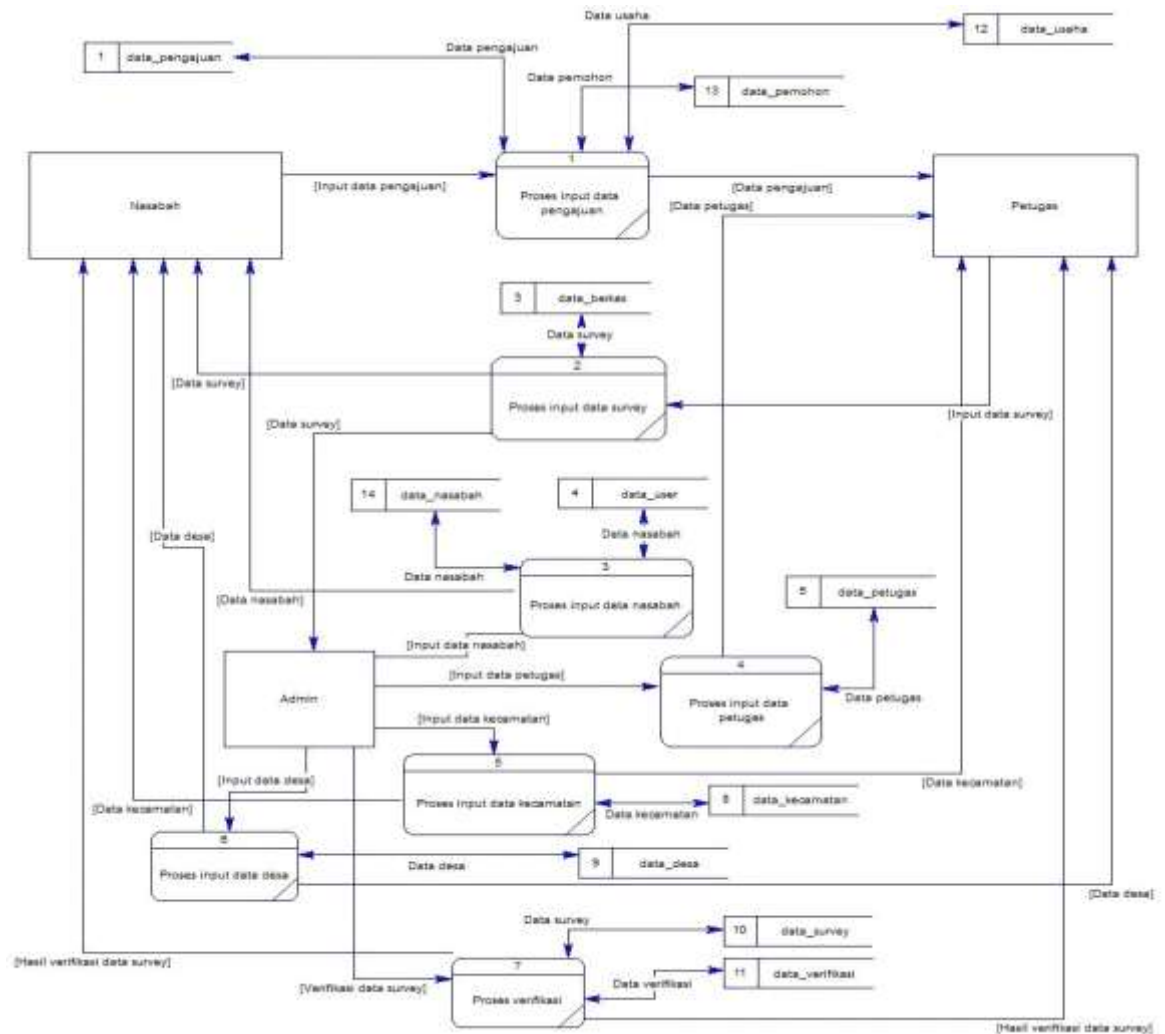 Data usaha
12 data_usaha
Data pengajuan
1 data_pengajuan
Data pemohon
13 data_pemohon
Nasabah
[Input data pengajuan]
1
Proses input data
pengajuan
[Data pengajuan]
[Data petugas]
Petugas
3 data_berkas
Data survey
2
Proses input data survey
[Data survey]
[Input data survey]
[Data survey]
14 data_nasabah
4 data_user
[Data desa]
Data nasabah
Data nasabah
3
Proses input data nasabah
[Data nasabah]
5 data_petugas
[Input data nasabah]
[Input data petugas]
4
Proses input data
petugas
Data petugas
Admin
[Input data kecamatan]
[Input data desa]
5
Proses input data kecamatan
[Data kecamatan]
[Data kecamatan]
Data kecamatan
8 data_kecamatan
6
Proses input data desa
Data desa
9 data_desa
[Data desa]
Data survey
10 data_survey
[Hasil verifikasi data survey]
7
Proses verifikasi
[Verifikasi data survey]
Data verifikasi
11 data_verifikasi
[Hasil verifikasi data survey]